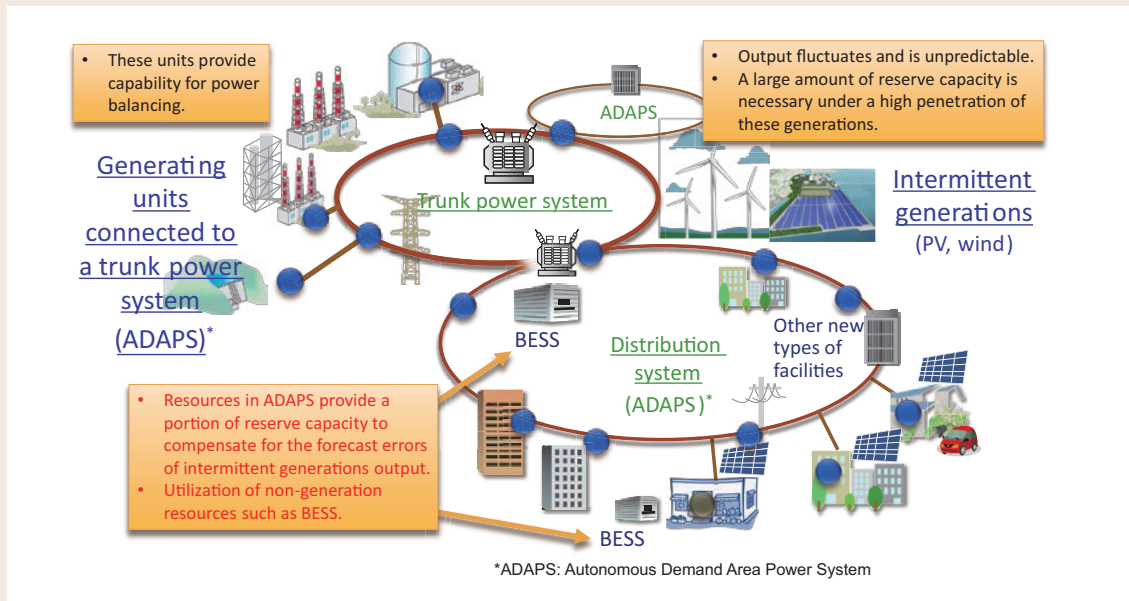 • These units provide
capability for power
balancing.
• Output fluctuates and is unpredictable.
• A large amount of reserve capacity is
necessary under a high penetration of
these generations.
ADAPS
Generating
units
connected to
a trunk power
system
(ADAPS)*
Trunk power system
Intermittent
generations
(PV, wind)
BESS
Distribution
system
(ADAPS)*
Other new
types of
facilities
• Resources in ADAPS provide a
portion of reserve capacity to
compensate for the forecast errors
of intermittent generations output.
• Utilization of non-generation
resources such as BESS.
BESS
*ADAPS: Autonomous Demand Area Power System